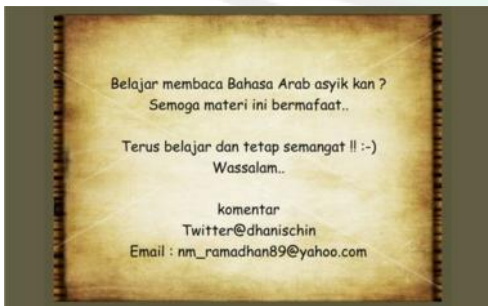 Belajar membaca Bahasa Arab asyik kan ?
Semoga materi ini bermafaat..
Terus belajar dan tetap semangat !! :-)
Wassalam..
komentar
Twitter@dhanischin
Email : nm_ramadhan89@yahoo.com